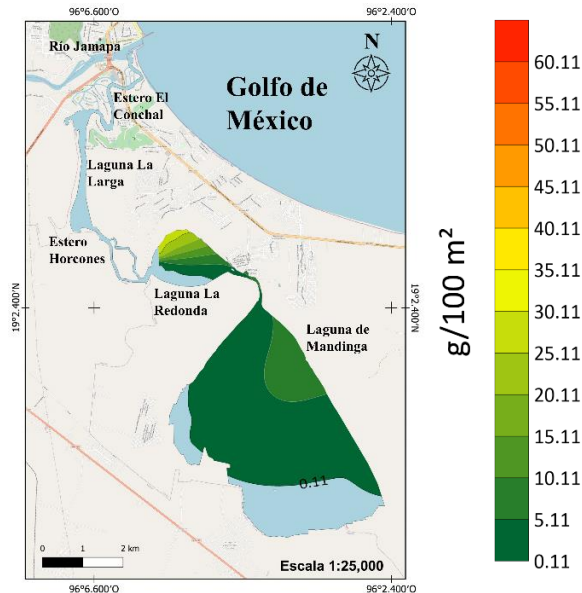 96°6.600'O
96°2.400'O
Río Jamapa
N
Estero El
Conchal
Golfo de
México
Laguna La
Larga
Estero
Horcones
Laguna La
Redonda
Laguna de
Mandinga
19°2.400'N
19°2.400'N
0.11
0 1 2 km
Escala 1:25,000
96°6.600'O
96°2.400'O
g/100 m²
60.11
55.11
50.11
45.11
40.11
35.11
30.11
25.11
20.11
15.11
10.11
5.11
0.11